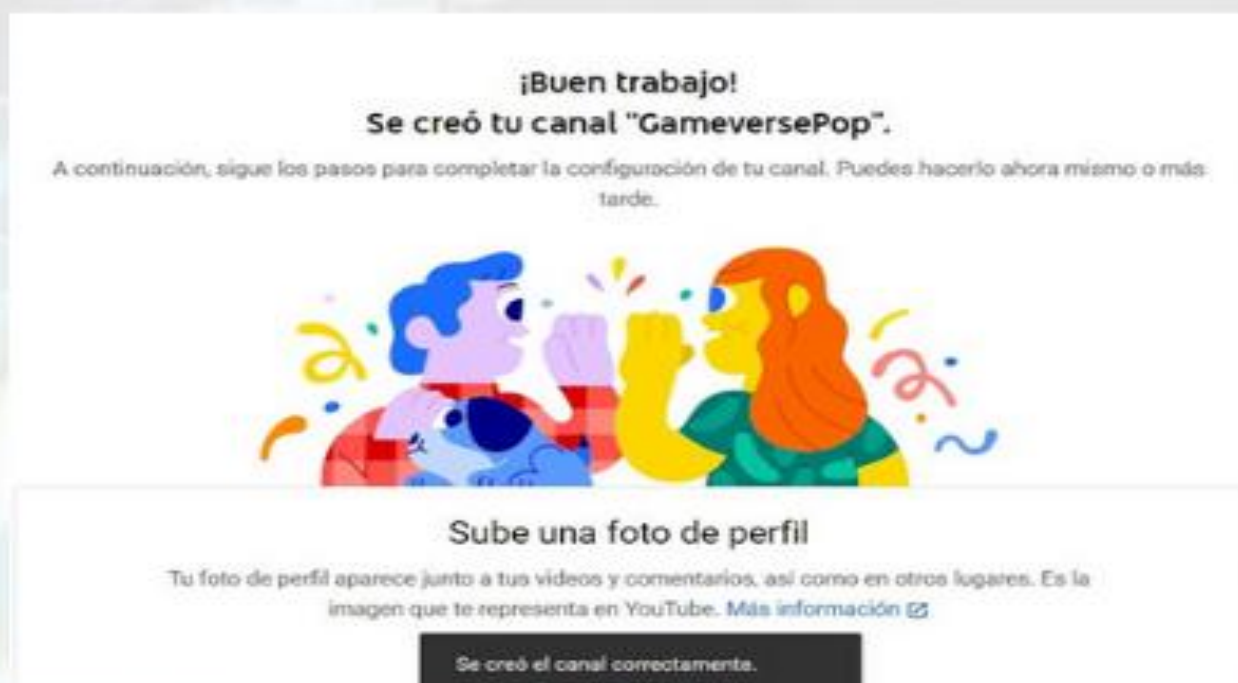 ¡Buen trabajo!
Se creó tu canal "GameversePop".
A continuación, sigue los pasos para completar la configuración de tu canal. Puedes hacerlo ahora mismo o más
tarde.
Sube una foto de perfil
Tu foto de perfil aparece junto a tus videos y comentarios, así como en otros lugares. Es la
imagen que te representa en YouTube. Más información
Se creó el canal correctamente.